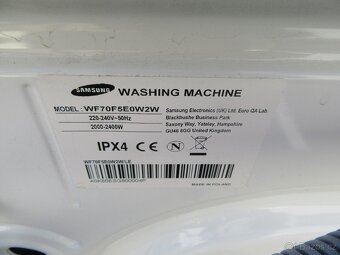 SAMSUNG WASHING MACHINE
MODEL: WF70F5E0W2W
220-240V~50Hz
2000-2400W
Samsung Electronics (UK) Ltd. Euro QA Lab.
Blackbushe Business Park
Saxony Way, Yateley, Hampshire
GU46 6GG United Kingdom
IPX4 CE
WF70F5E0W2W/LE
MADE IN POLAND